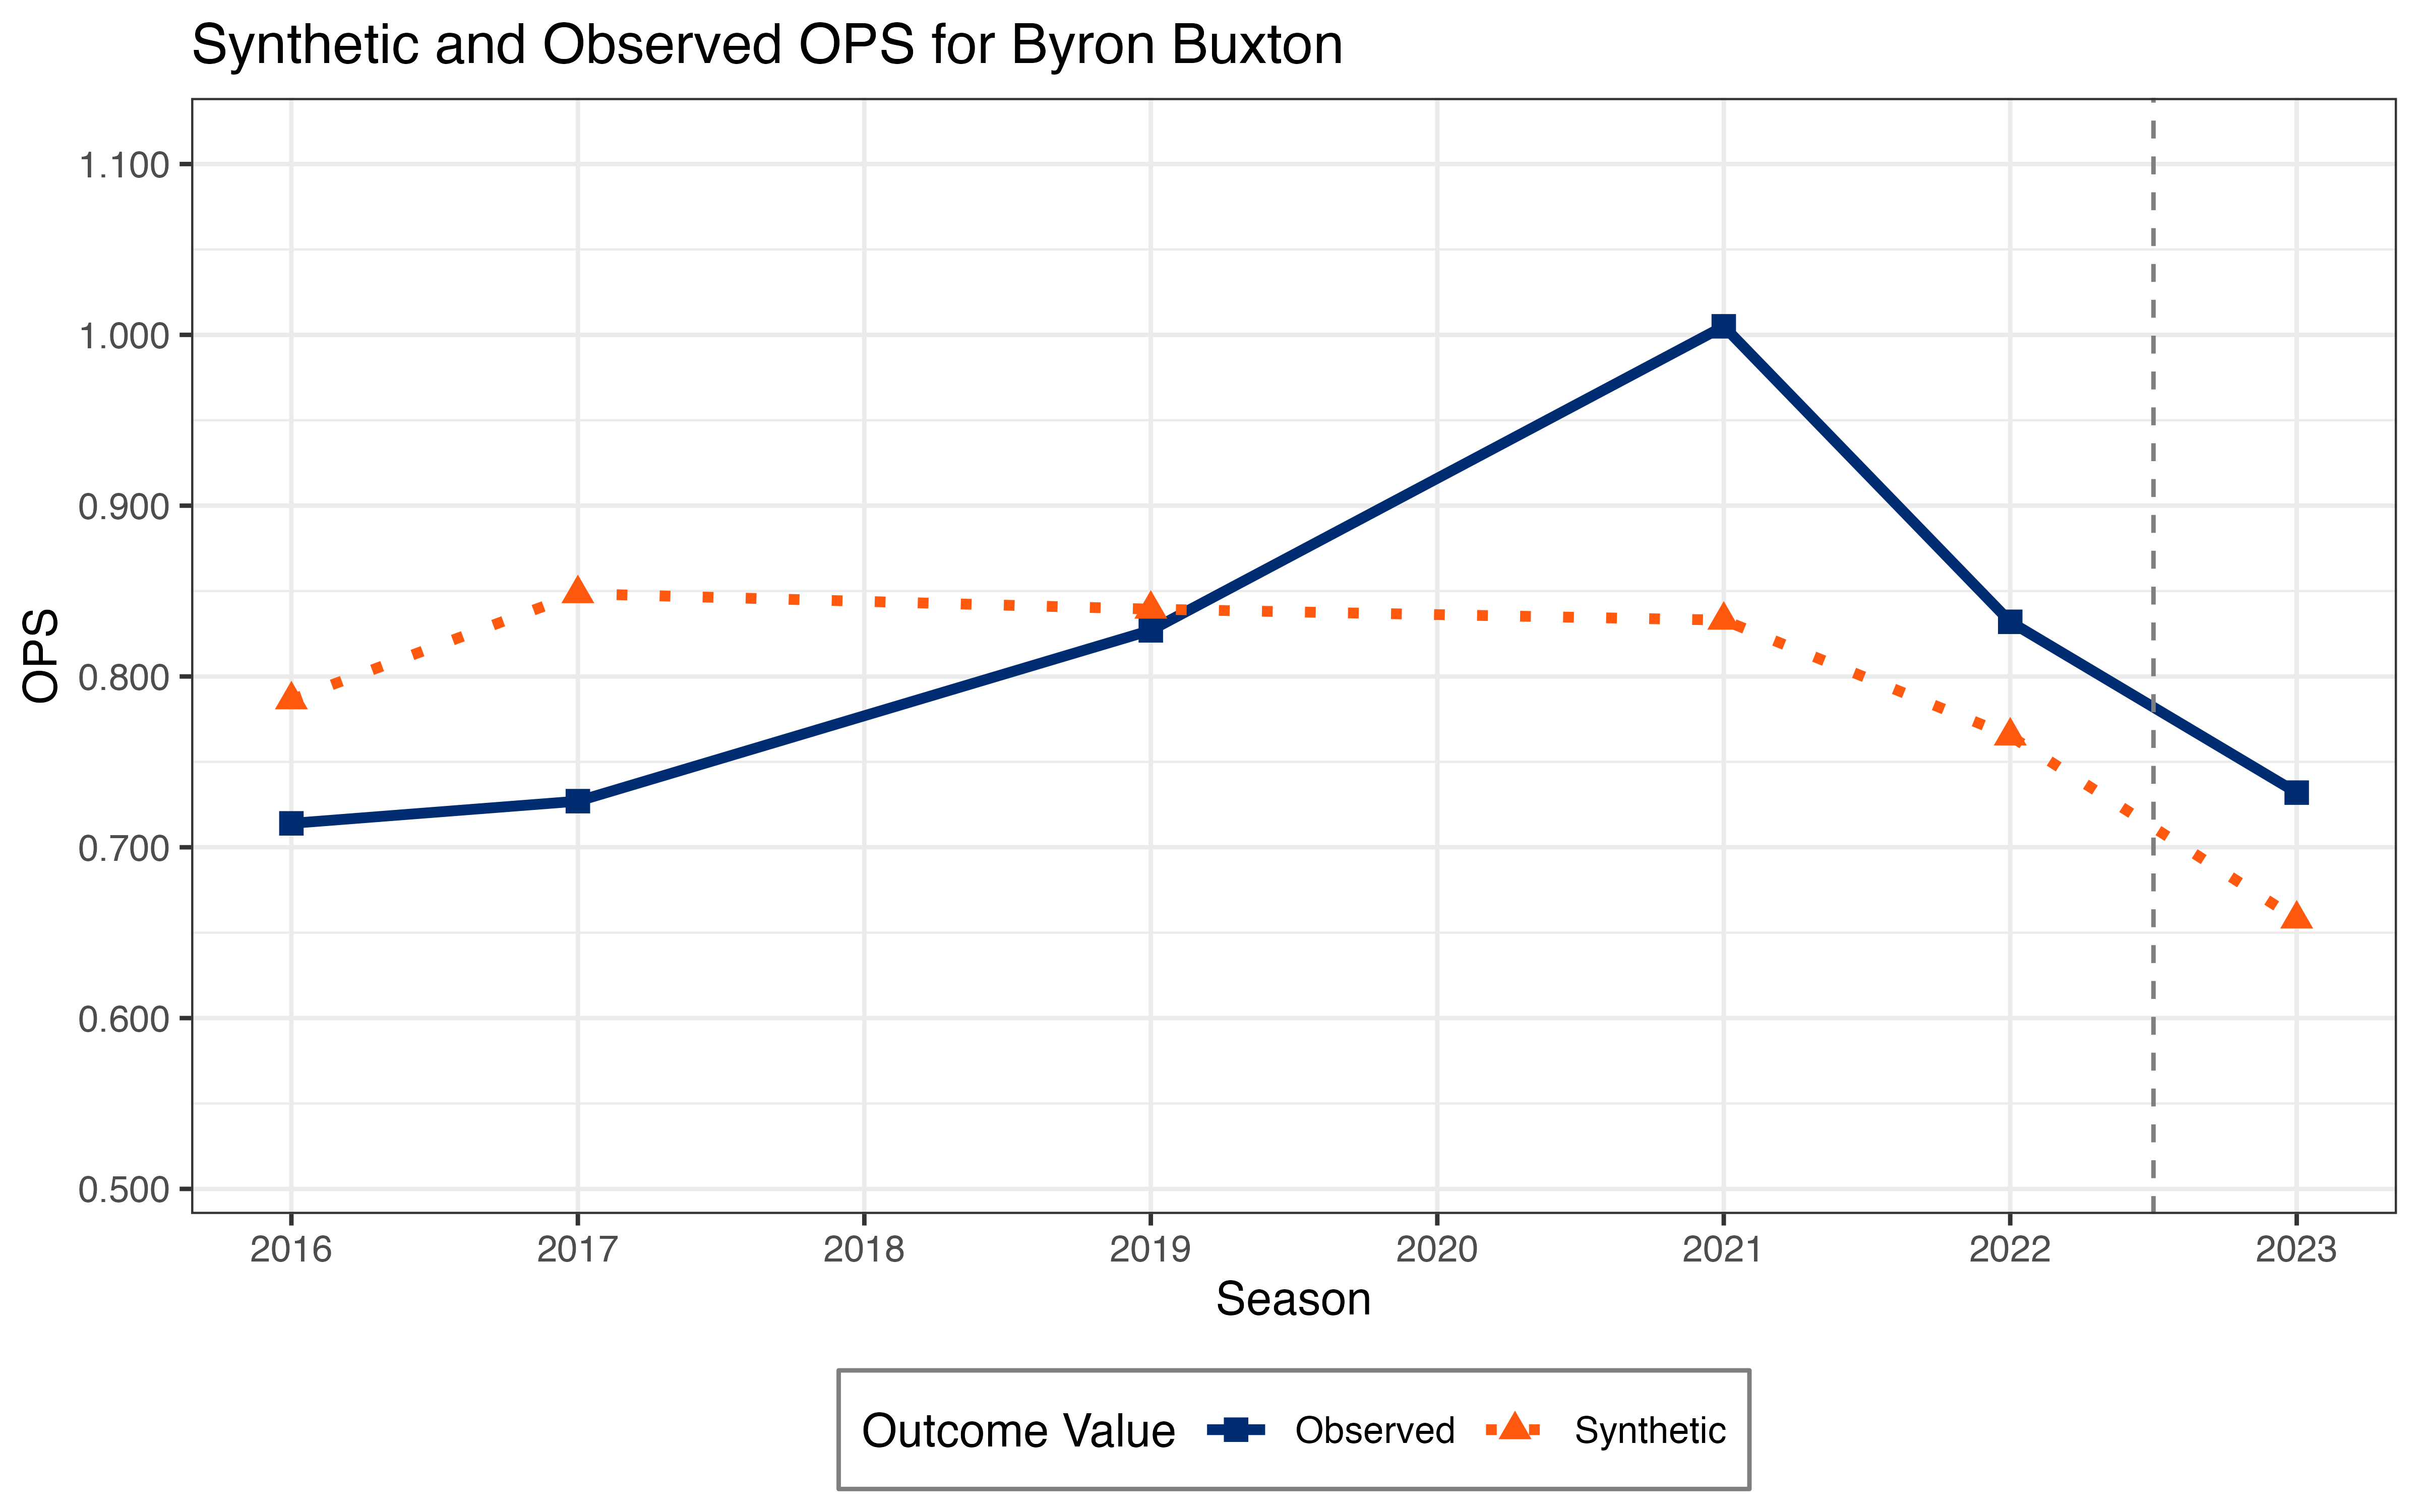 Synthetic and Observed OPS for Byron Buxton
OPS
1.100
1.000
0.900
0.800
0.700
0.600
0.500
2016 2017 2018 2019 2020 2021 2022 2023
Season
Outcome Value Observed Synthetic